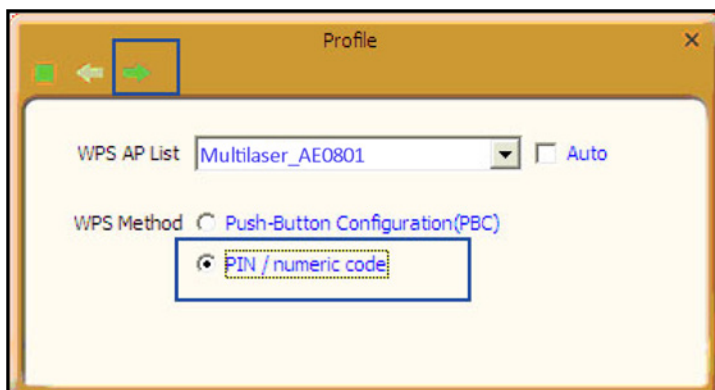 Profile
WPS AP List Multilaser_AE0801 Auto
WPS Method Push-Button Configuration(PBC)
PIN / numeric code